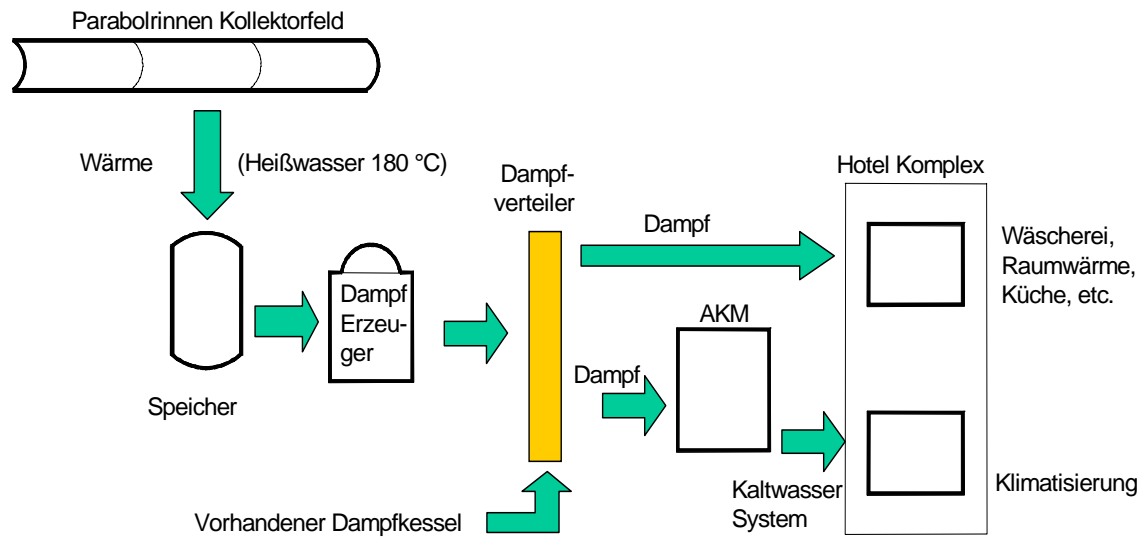 Parabolrinnen Kollektorfeld
Wärme
(Heißwasser 180 °C)
Speicher
Dampf
Erzeu-
ger
Dampf-
verteiler
Vorhandener Dampfkessel
Dampf
Dampf
AKM
Kaltwasser
System
Hotel Komplex
Wäscherei,
Raumwärme,
Küche, etc.
Klimatisierung